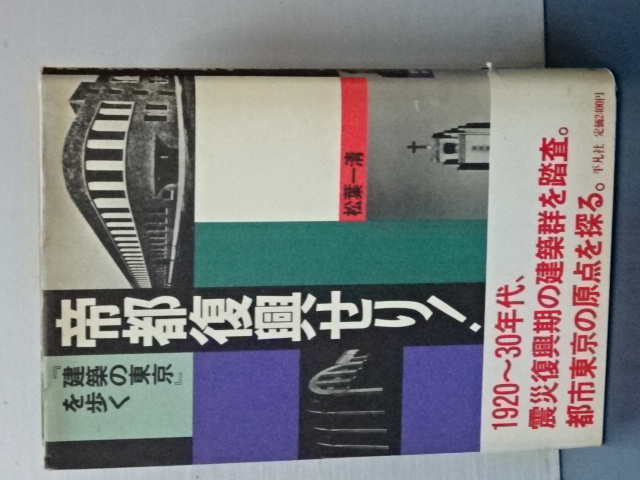 松葉一清
帝都復興せり!
『建築の東京』
を歩く
1920〜30年代、
震災復興期の建築群を踏査。
都市東京の原点を探る。
平凡社 定価2400円